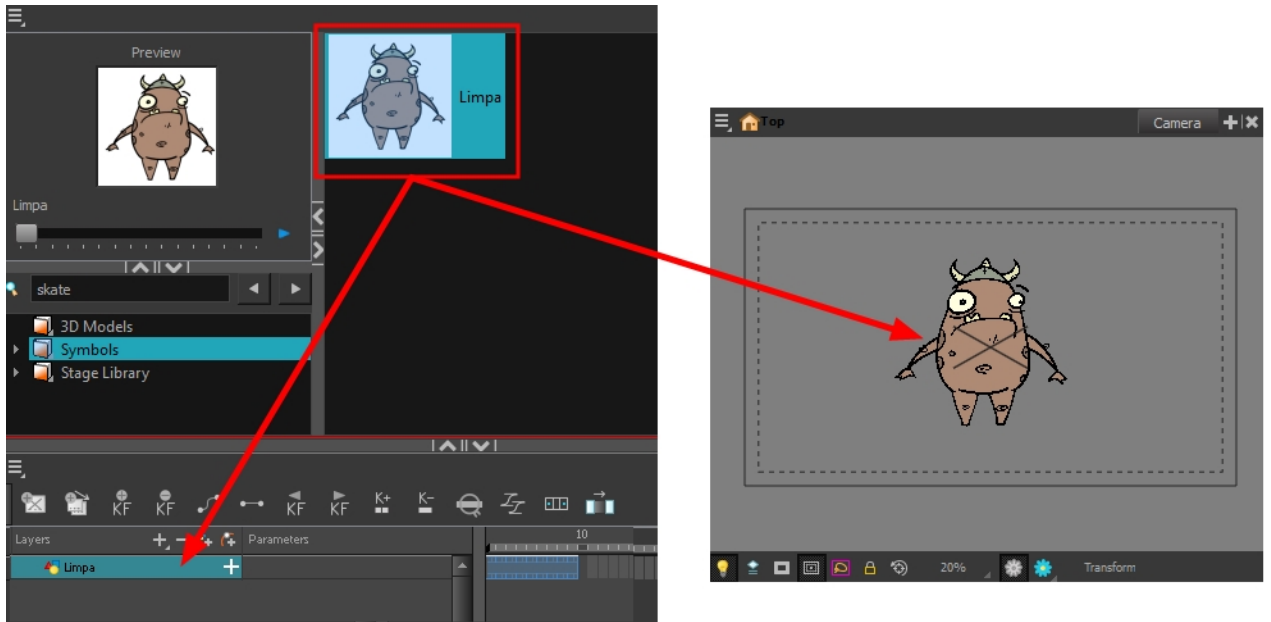 Preview
Limpa
Limpa
skate
3D Models
Symbols
Stage Library
KF KF KF KF K+ K-
Layers Parameters 10
Limpa
Top Camera
20% Transform